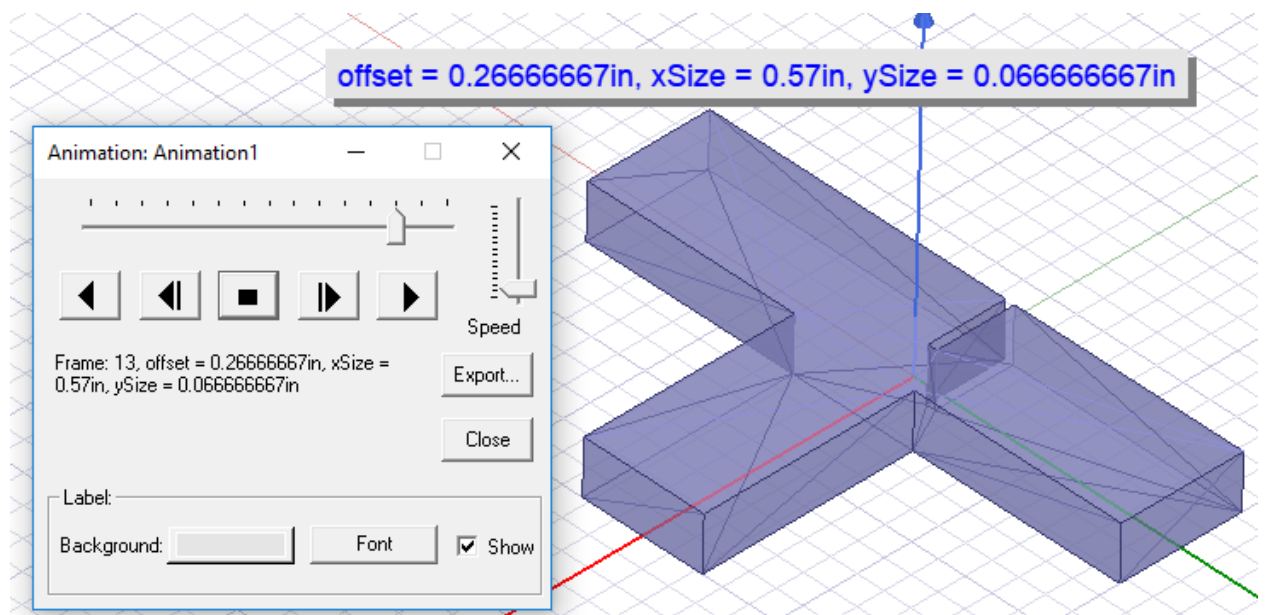 offset = 0.26666667in, xSize = 0.57in, ySize = 0.066666667in
Animation: Animation1
Speed
Frame: 13, offset = 0.26666667in, xSize =
0.57in, ySize = 0.066666667in
Export...
Close
Label:
Background:
Font
Show